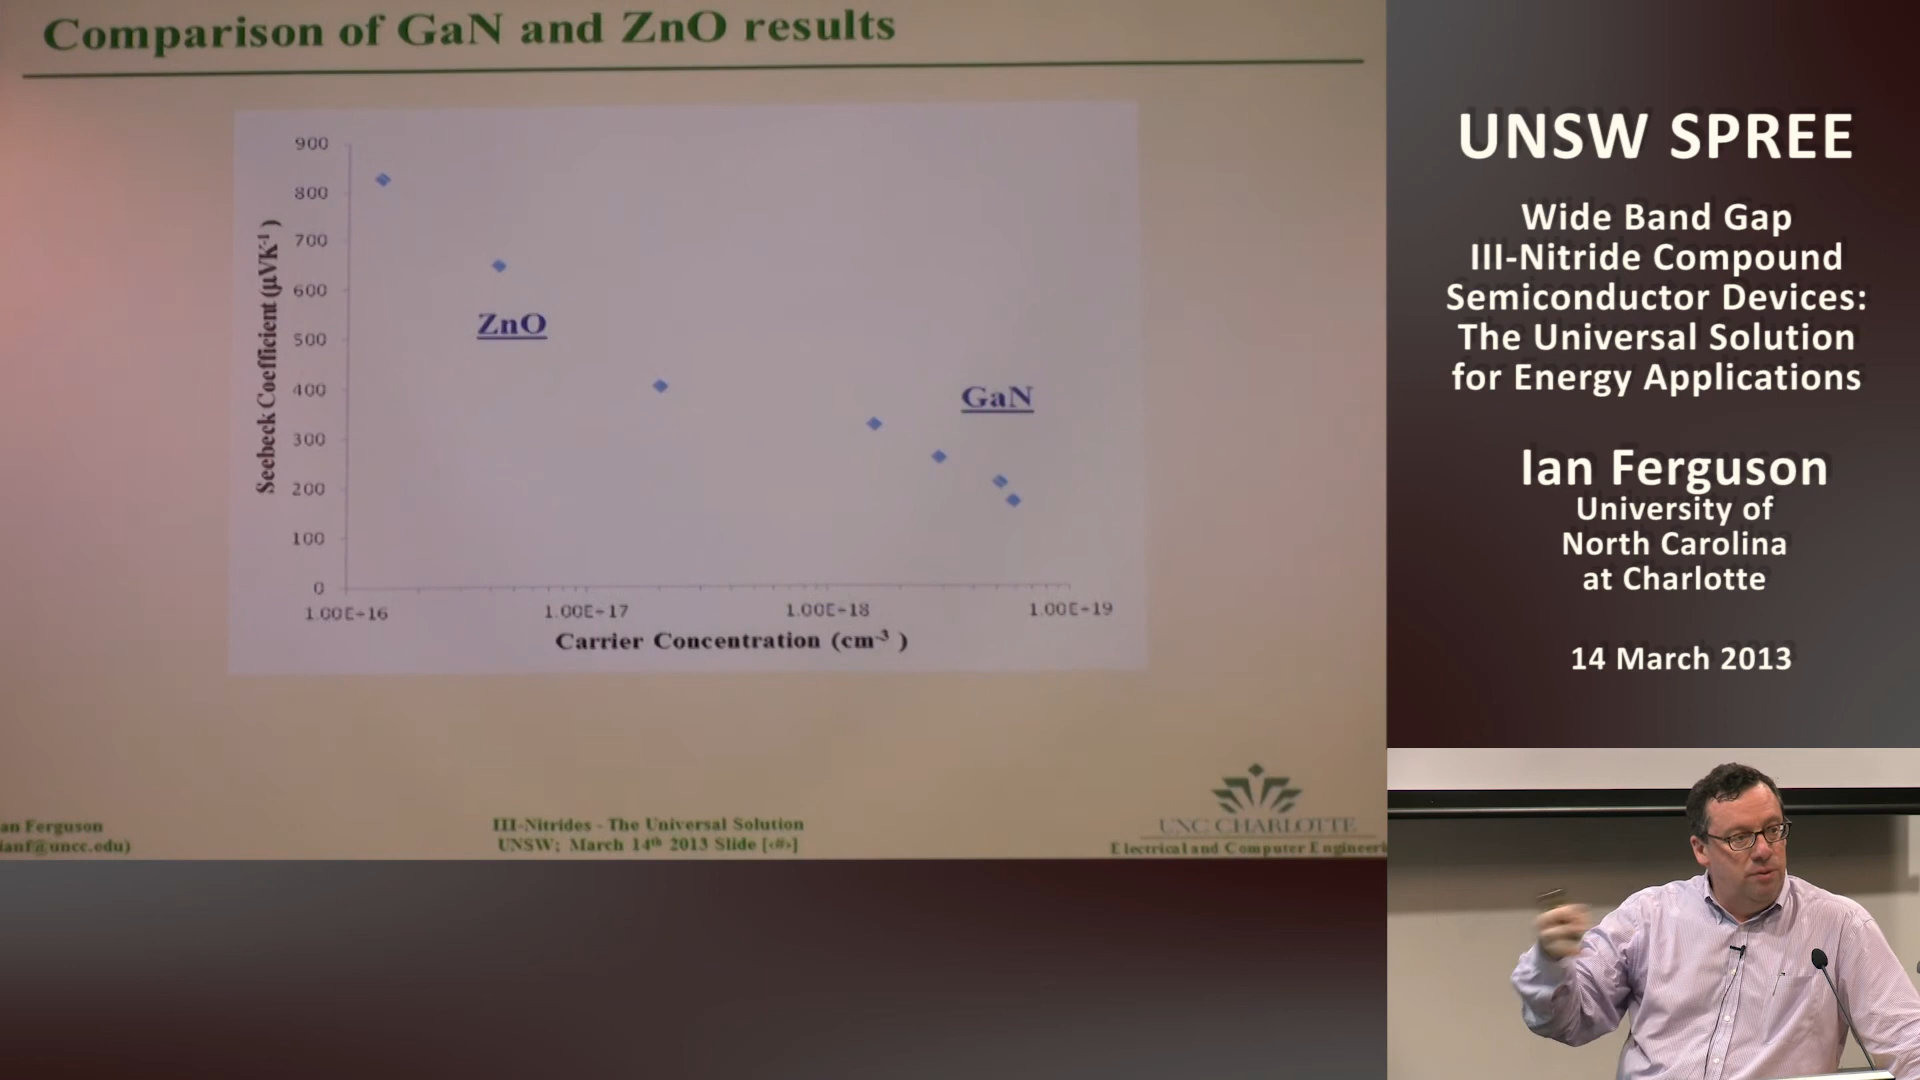 Comparison of GaN and ZnO results
900
800
700
600
500
400
300
200
100
0
Seebeck Coefficient (µVK⁻¹)
ZnO
GaN
1.00E+16
1.00E+17
1.00E+18
1.00E+19
Carrier Concentration (cm⁻³)
an Ferguson
ianf@uncc.edu)
III-Nitrides - The Universal Solution
UNSW; March 14th 2013 Slide [‹#›]
UNC CHARLOTTE
Electrical and Computer Engineeri
UNSW SPREE
Wide Band Gap
III-Nitride Compound
Semiconductor Devices:
The Universal Solution
for Energy Applications
Ian Ferguson
University of
North Carolina
at Charlotte
14 March 2013